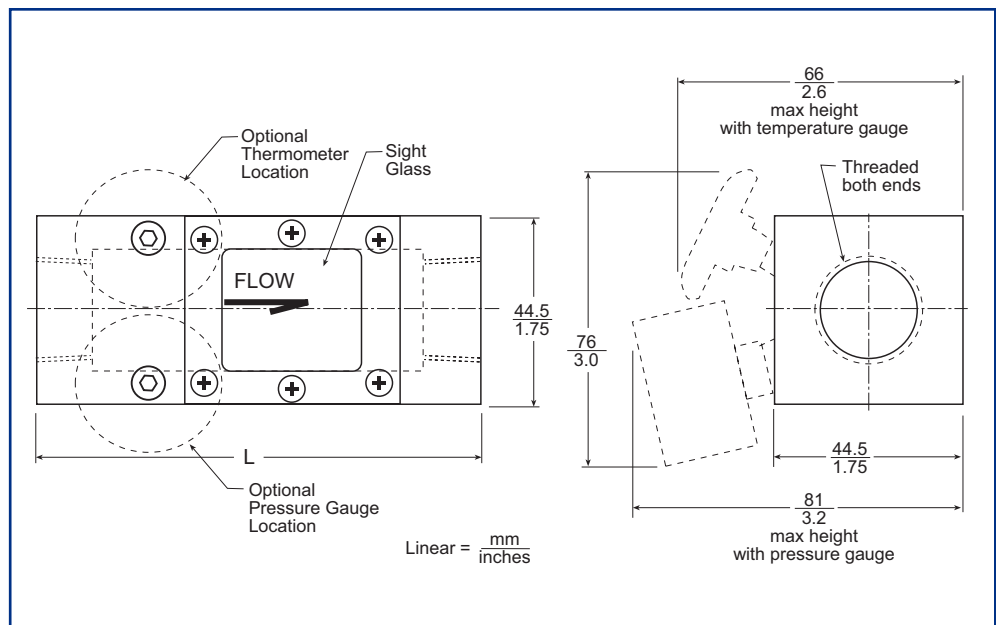 Optional
Thermometer
Location
Sight
Glass
FLOW
44.5
1.75
L
Optional
Pressure Gauge
Location
Linear = mm
inches
66
2.6
max height
with temperature gauge
Threaded
both ends
76
3.0
44.5
1.75
81
3.2
max height
with pressure gauge